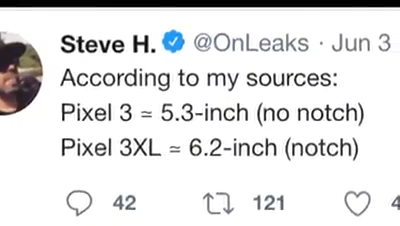 Steve H. @OnLeaks · Jun 3
According to my sources:
Pixel 3 ≃ 5.3-inch (no notch)
Pixel 3XL ≃ 6.2-inch (notch)
42 121 4